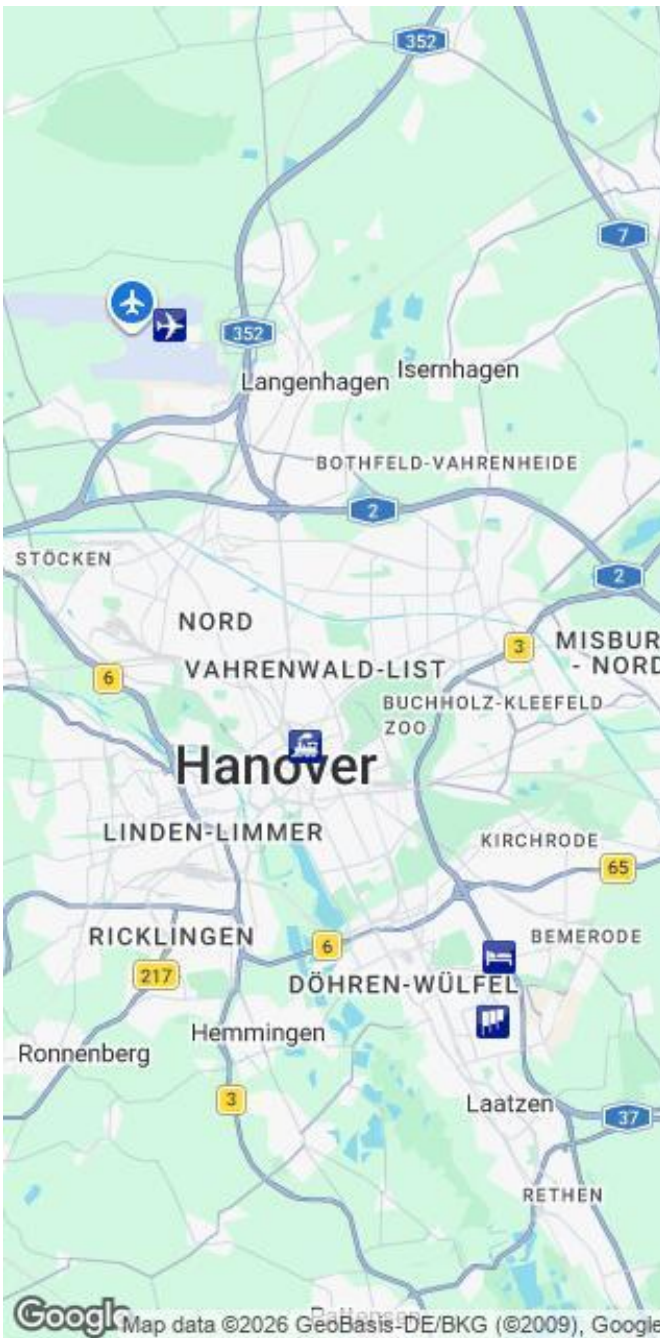 352
7
352
Langenhagen
Isernhagen
BOTHFELD-VAHRENHEIDE
2
STÖCKEN
2
NORD
3
MISBUR
- NORD
VAHRENWALD-LIST
6
BUCHHOLZ-KLEEFELD
ZOO
Hanover
LINDEN-LIMMER
KIRCHRODE
65
RICKLINGEN
6
BEMERODE
217
DÖHREN-WÜLFEL
Hemmingen
Ronnenberg
3
Laatzen
37
RETHEN
Pattensen
Google
Map data ©2026 GeoBasis-DE/BKG (©2009), Google